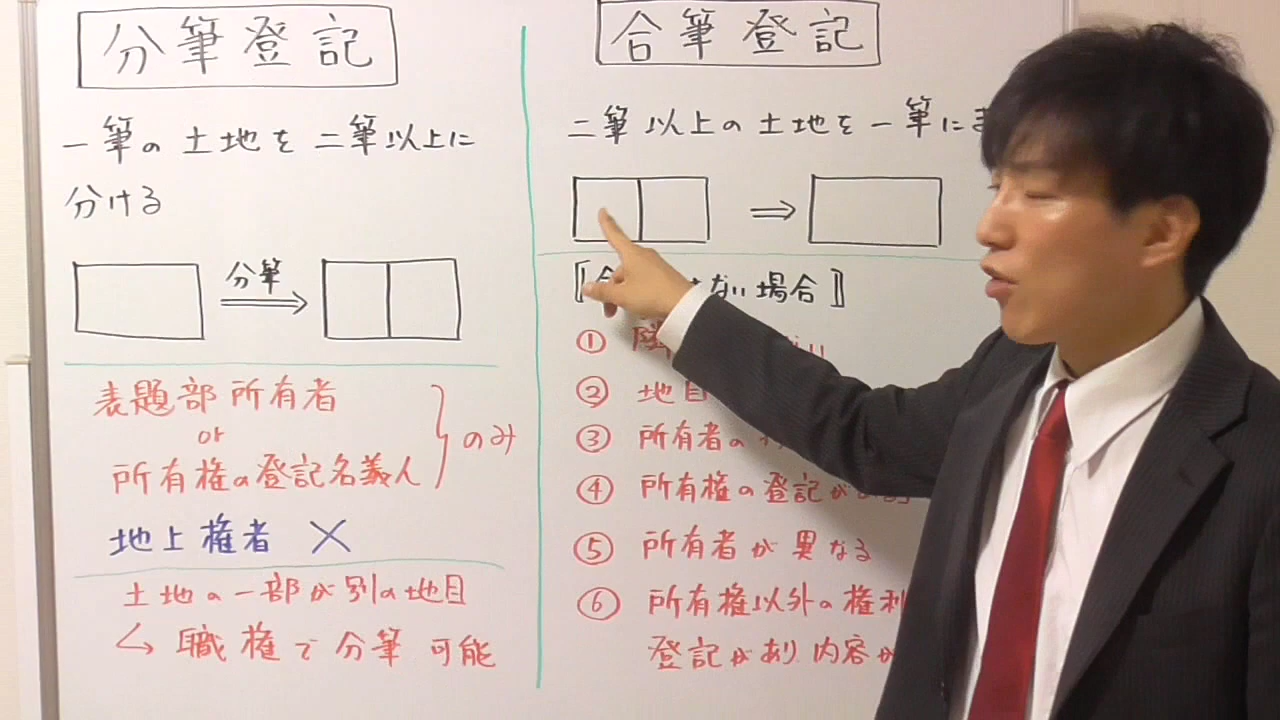 分筆登記
一筆の土地を二筆以上に
分ける
分筆
表題部所有者
or
所有権の登記名義人
のみ
地上権者 ×
土地の一部が別の地目
↳ 職権で分筆可能
合筆登記
二筆以上の土地を一筆にま
〚合 ない場合〛
① 隣
② 地目
③ 所有者の
④ 所有権の登記が
⑤ 所有者が異なる
⑥ 所有権以外の権利
登記があり内容が